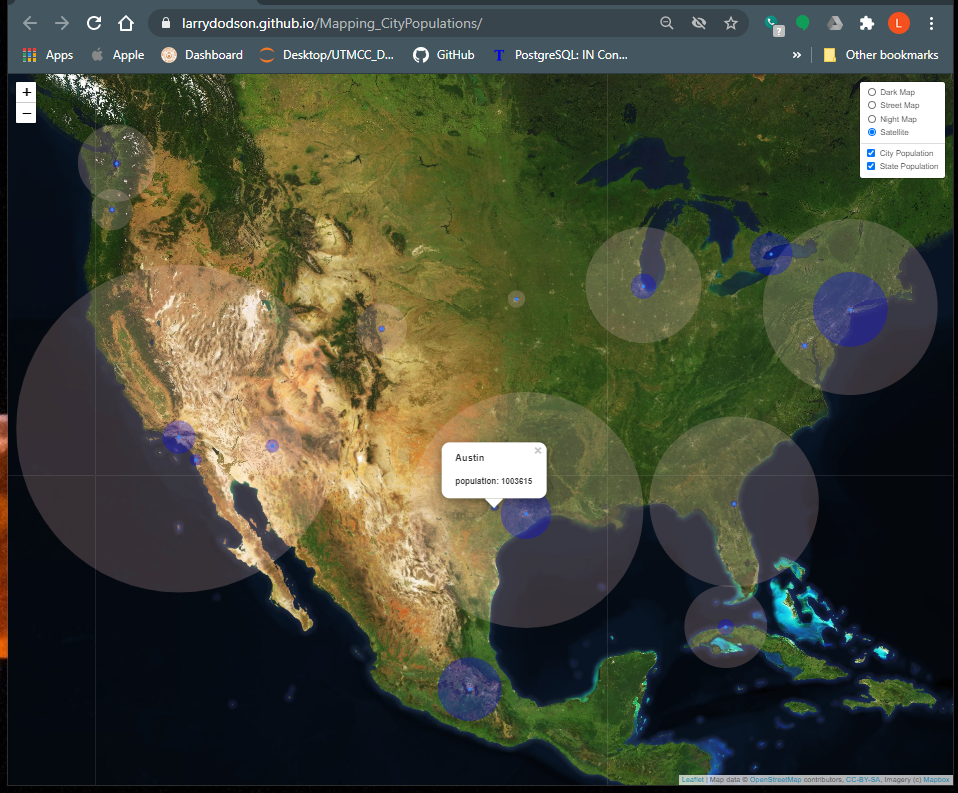 larrydodson.github.io/Mapping_CityPopulations/
L
?
Apps
Apple
Dashboard
Desktop/UTMCC_D...
GitHub
T
PostgreSQL: IN Con...
»
Other bookmarks
+
−
Dark Map
Street Map
Night Map
Satellite
City Population
State Population
Austin
×
population: 1003615
Leaflet | Map data © OpenStreetMap contributors, CC-BY-SA, Imagery (c) Mapbox